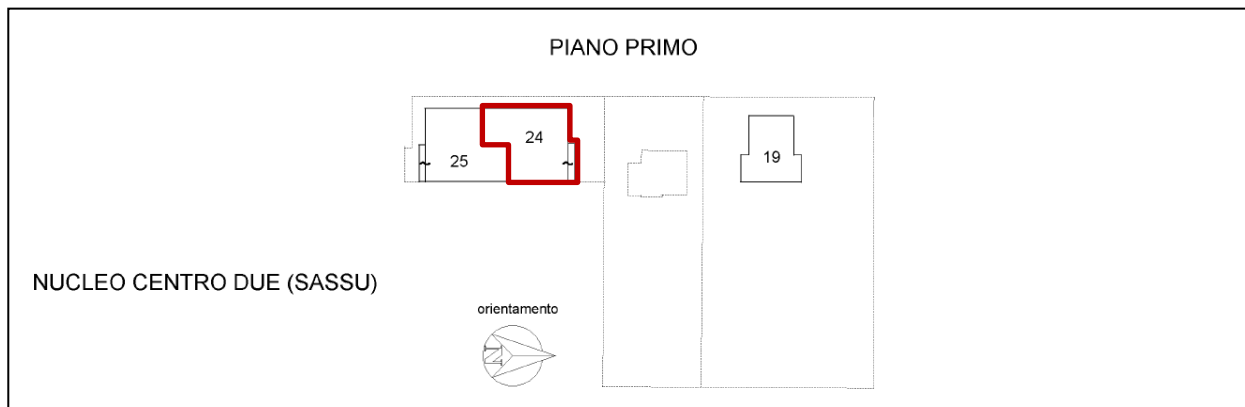 PIANO PRIMO
24
25
19
NUCLEO CENTRO DUE (SASSU)
orientamento
N